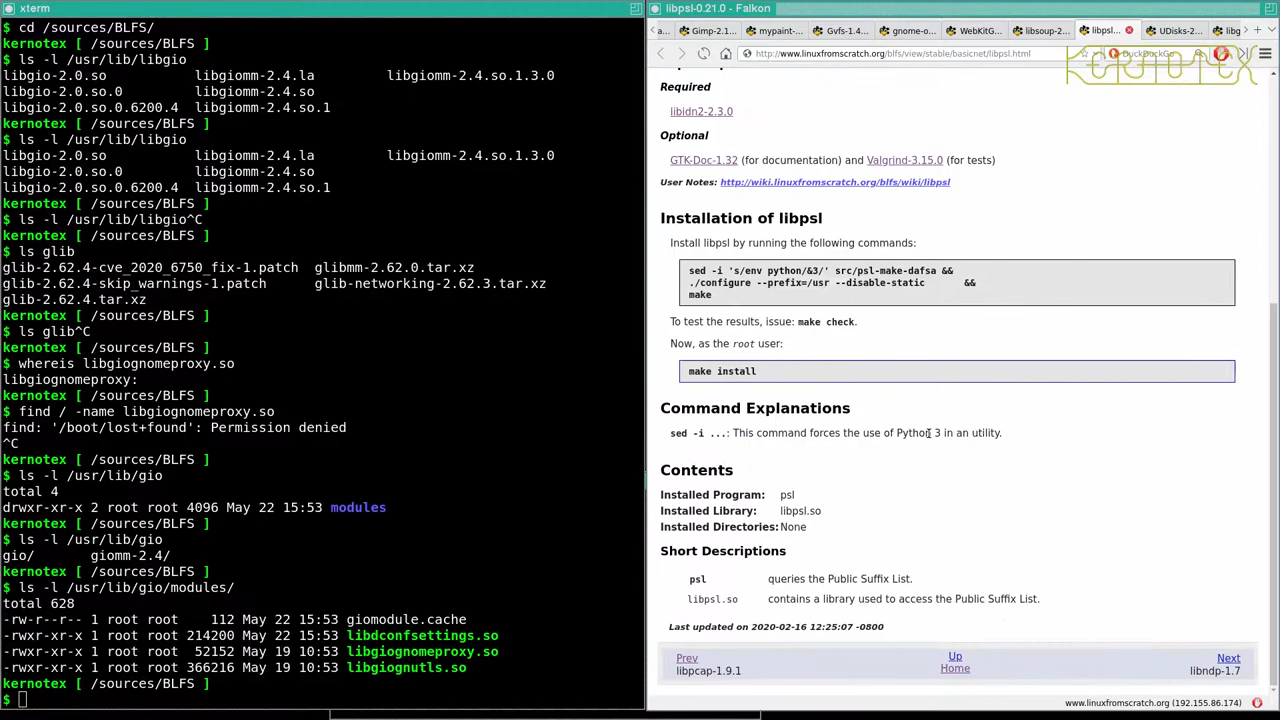 xterm
$ cd /sources/BLFS/
kernotex [ /sources/BLFS ]
$ ls -l /usr/lib/libgio
libgio-2.0.so libgiomm-2.4.la libgiomm-2.4.so.1.3.0
libgio-2.0.so.0 libgiomm-2.4.so
libgio-2.0.so.0.6200.4 libgiomm-2.4.so.1
kernotex [ /sources/BLFS ]
$ ls -l /usr/lib/libgio
libgio-2.0.so libgiomm-2.4.la libgiomm-2.4.so.1.3.0
libgio-2.0.so.0 libgiomm-2.4.so
libgio-2.0.so.0.6200.4 libgiomm-2.4.so.1
kernotex [ /sources/BLFS ]
$ ls -l /usr/lib/libgio^C
kernotex [ /sources/BLFS ]
$ ls glib
glib-2.62.4-cve_2020_6750_fix-1.patch glibmm-2.62.0.tar.xz
glib-2.62.4-skip_warnings-1.patch glib-networking-2.62.3.tar.xz
glib-2.62.4.tar.xz
kernotex [ /sources/BLFS ]
$ ls glib^C
kernotex [ /sources/BLFS ]
$ whereis libgiognomeproxy.so
libgiognomeproxy:
kernotex [ /sources/BLFS ]
$ find / -name libgiognomeproxy.so
find: '/boot/lost+found': Permission denied
^C
kernotex [ /sources/BLFS ]
$ ls -l /usr/lib/gio
total 4
drwxr-xr-x 2 root root 4096 May 22 15:53 modules
kernotex [ /sources/BLFS ]
$ ls -l /usr/lib/gio
gio/ giomm-2.4/
kernotex [ /sources/BLFS ]
$ ls -l /usr/lib/gio/modules/
total 628
-rw-r--r-- 1 root root 112 May 22 15:53 giomodule.cache
-rwxr-xr-x 1 root root 214200 May 22 15:53 libdconfsettings.so
-rwxr-xr-x 1 root root 52152 May 19 10:53 libgiognomeproxy.so
-rwxr-xr-x 1 root root 366216 May 19 10:53 libgiognutls.so
kernotex [ /sources/BLFS ]
$
libpsl-0.21.0 - Falkon
a... Gimp-2.1... mypaint-... Gvfs-1.4... gnome-o... WebKitG... libsoup-2... libpsl... UDisks-2... libg
http://www.linuxfromscratch.org/blfs/view/stable/basicnet/libpsl.html DuckDuckGo
KERNOTEX
Required
libidn2-2.3.0
Optional
GTK-Doc-1.32 (for documentation) and Valgrind-3.15.0 (for tests)
User Notes: http://wiki.linuxfromscratch.org/blfs/wiki/libpsl
Installation of libpsl
Install libpsl by running the following commands:
sed -i 's/env python/&3/' src/psl-make-dafsa &&
./configure --prefix=/usr --disable-static &&
make
To test the results, issue: make check.
Now, as the root user:
make install
Command Explanations
sed -i ...: This command forces the use of Python 3 in an utility.
Contents
Installed Program: psl
Installed Library: libpsl.so
Installed Directories: None
Short Descriptions
psl queries the Public Suffix List.
libpsl.so contains a library used to access the Public Suffix List.
Last updated on 2020-02-16 12:25:07 -0800
Prev Up Next
libpcap-1.9.1 Home libndp-1.7
www.linuxfromscratch.org (192.155.86.174)